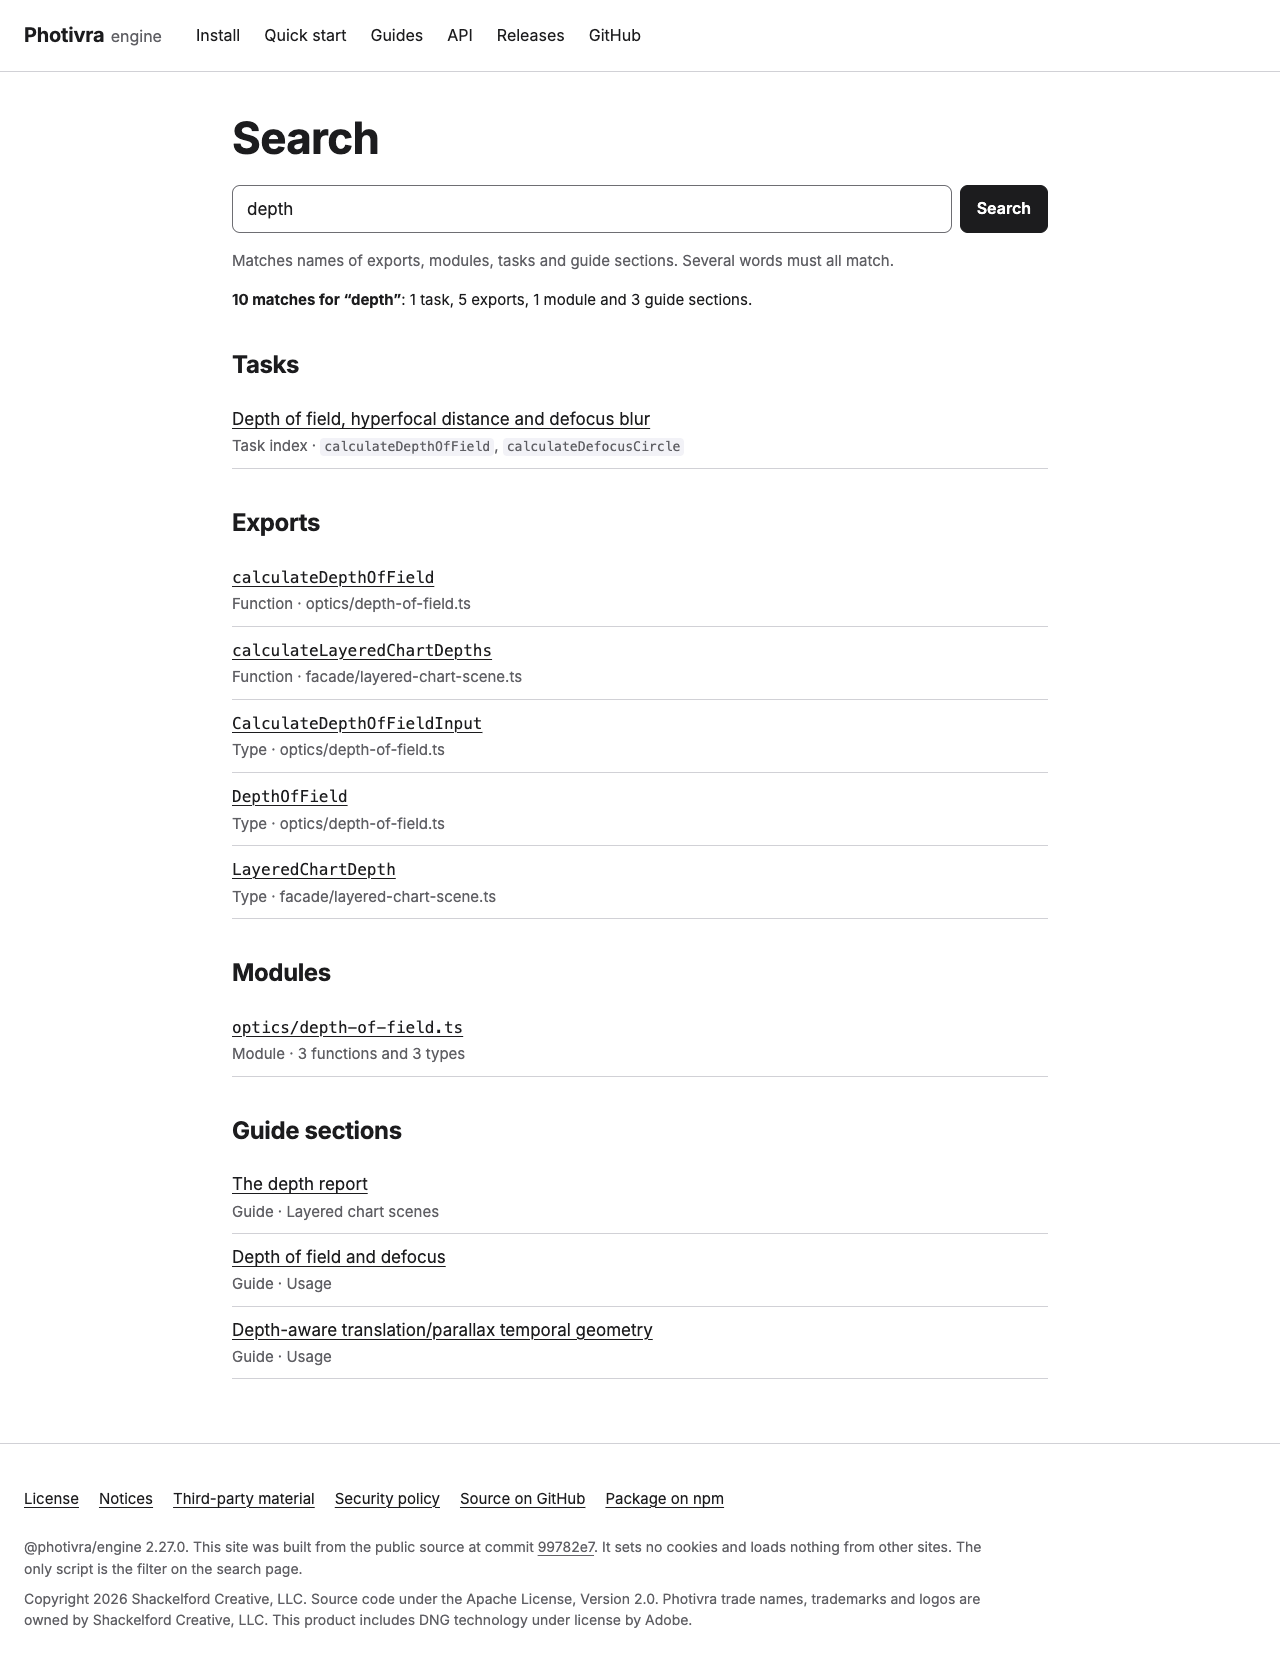 Photivra engine Install Quick start Guides API Releases GitHub
Search
depth Search
Matches names of exports, modules, tasks and guide sections. Several words must all match.
10 matches for “depth”: 1 task, 5 exports, 1 module and 3 guide sections.
Tasks
Depth of field, hyperfocal distance and defocus blur
Task index · calculateDepthOfField, calculateDefocusCircle
Exports
calculateDepthOfField
Function · optics/depth-of-field.ts
calculateLayeredChartDepths
Function · facade/layered-chart-scene.ts
CalculateDepthOfFieldInput
Type · optics/depth-of-field.ts
DepthOfField
Type · optics/depth-of-field.ts
LayeredChartDepth
Type · facade/layered-chart-scene.ts
Modules
optics/depth-of-field.ts
Module · 3 functions and 3 types
Guide sections
The depth report
Guide · Layered chart scenes
Depth of field and defocus
Guide · Usage
Depth-aware translation/parallax temporal geometry
Guide · Usage
License Notices Third-party material Security policy Source on GitHub Package on npm
@photivra/engine 2.27.0. This site was built from the public source at commit 99782e7. It sets no cookies and loads nothing from other sites. The
only script is the filter on the search page.
Copyright 2026 Shackelford Creative, LLC. Source code under the Apache License, Version 2.0. Photivra trade names, trademarks and logos are
owned by Shackelford Creative, LLC. This product includes DNG technology under license by Adobe.